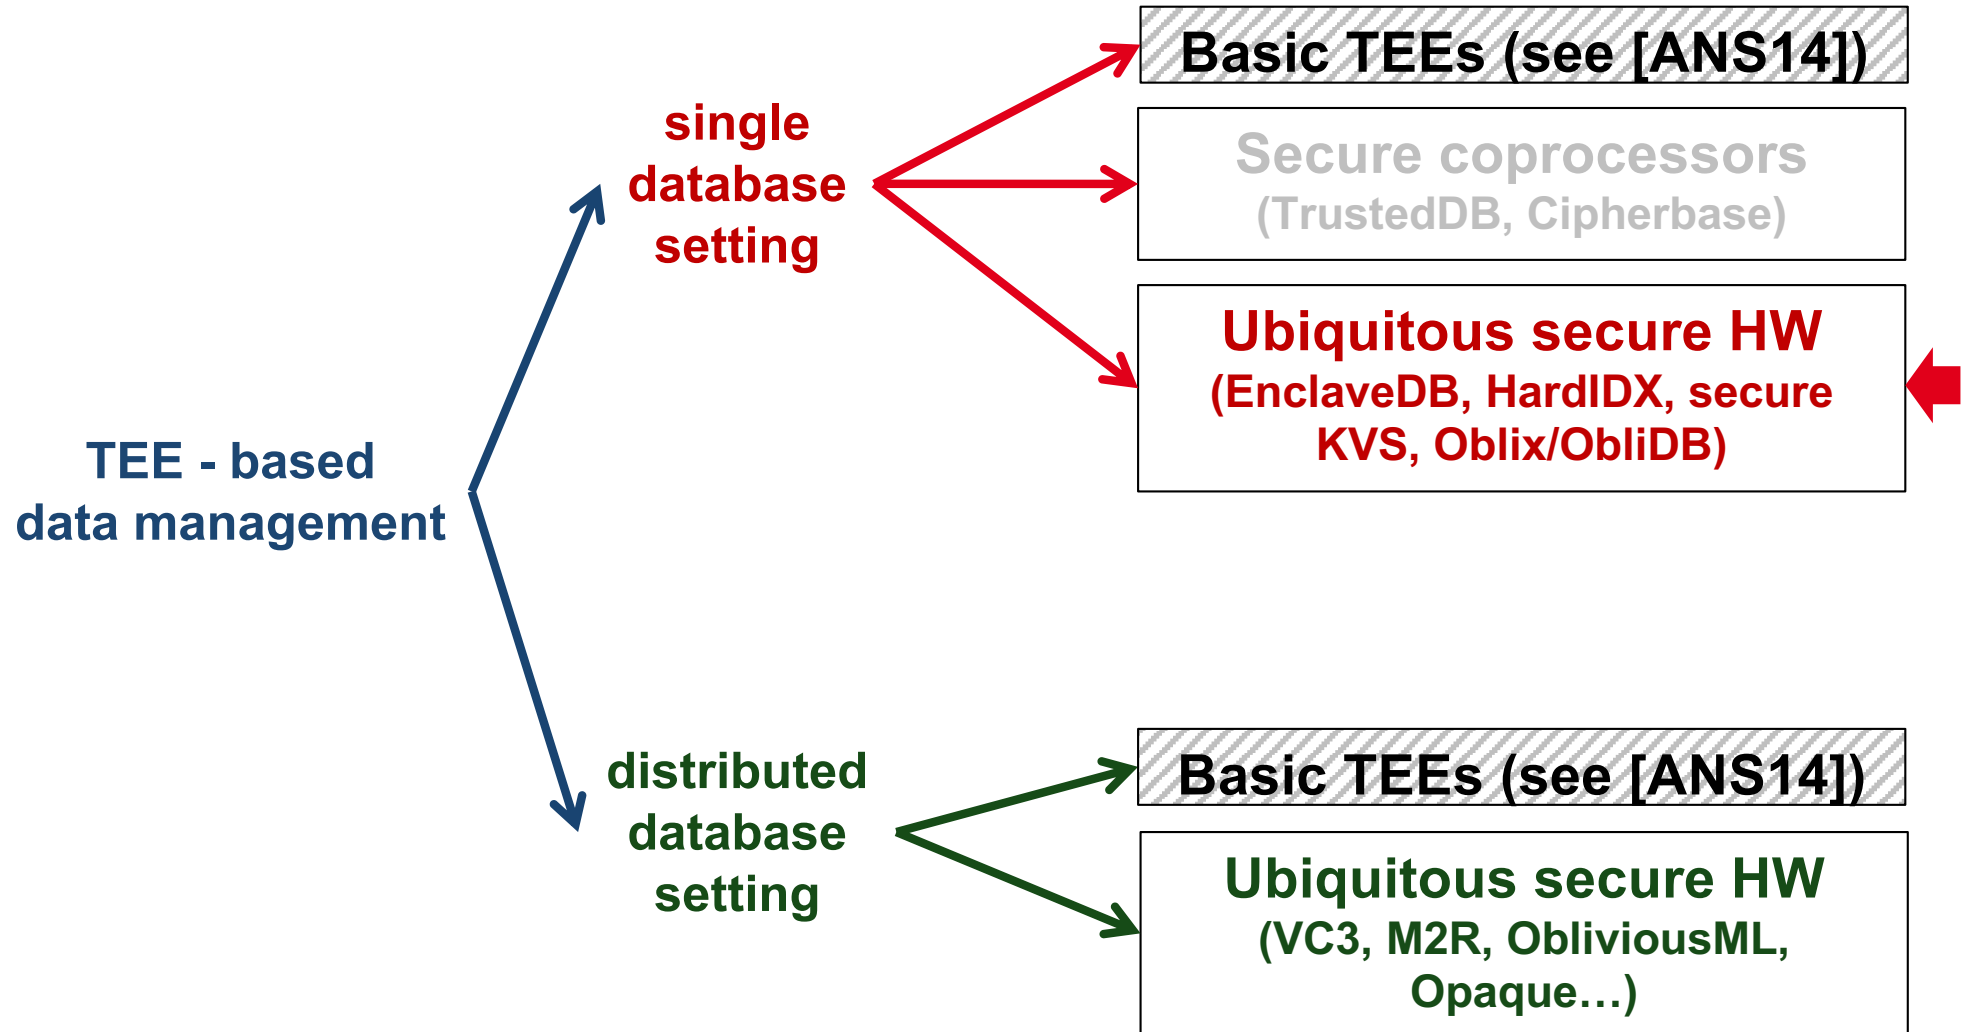 TEE - based
data management
single
database
setting
Basic TEEs (see [ANS14])
Secure coprocessors
(TrustedDB, Cipherbase)
Ubiquitous secure HW
(EnclaveDB, HardIDX, secure
KVS, Oblix/ObliDB)
distributed
database
setting
Basic TEEs (see [ANS14])
Ubiquitous secure HW
(VC3, M2R, ObliviousML,
Opaque…)